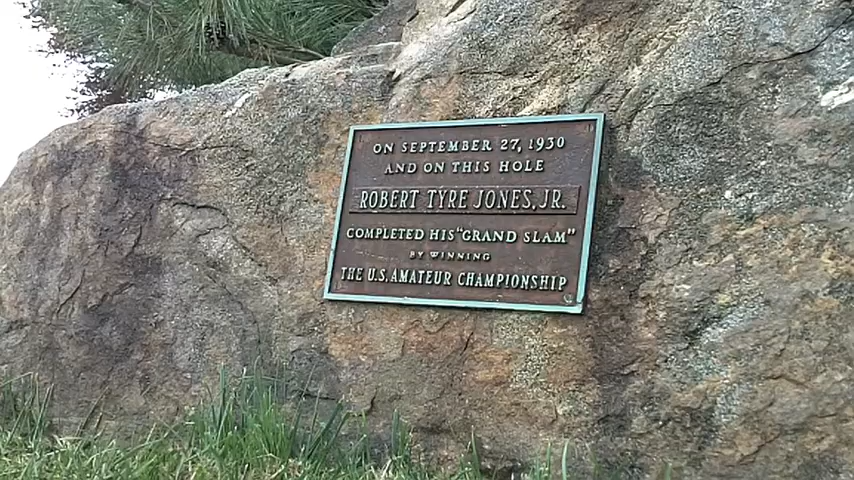 ON SEPTEMBER 27, 1930
AND ON THIS HOLE
ROBERT TYRE JONES, JR.
COMPLETED HIS "GRAND SLAM"
BY WINNING
THE U.S. AMATEUR CHAMPIONSHIP